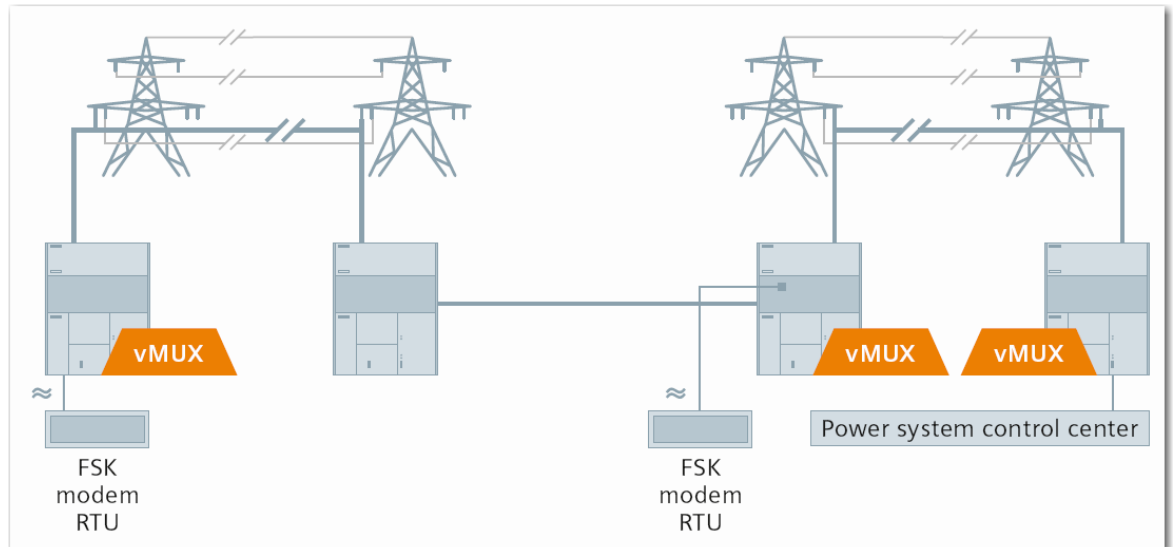 vMUX
vMUX
vMUX
Power system control center
FSK
modem
RTU
FSK
modem
RTU